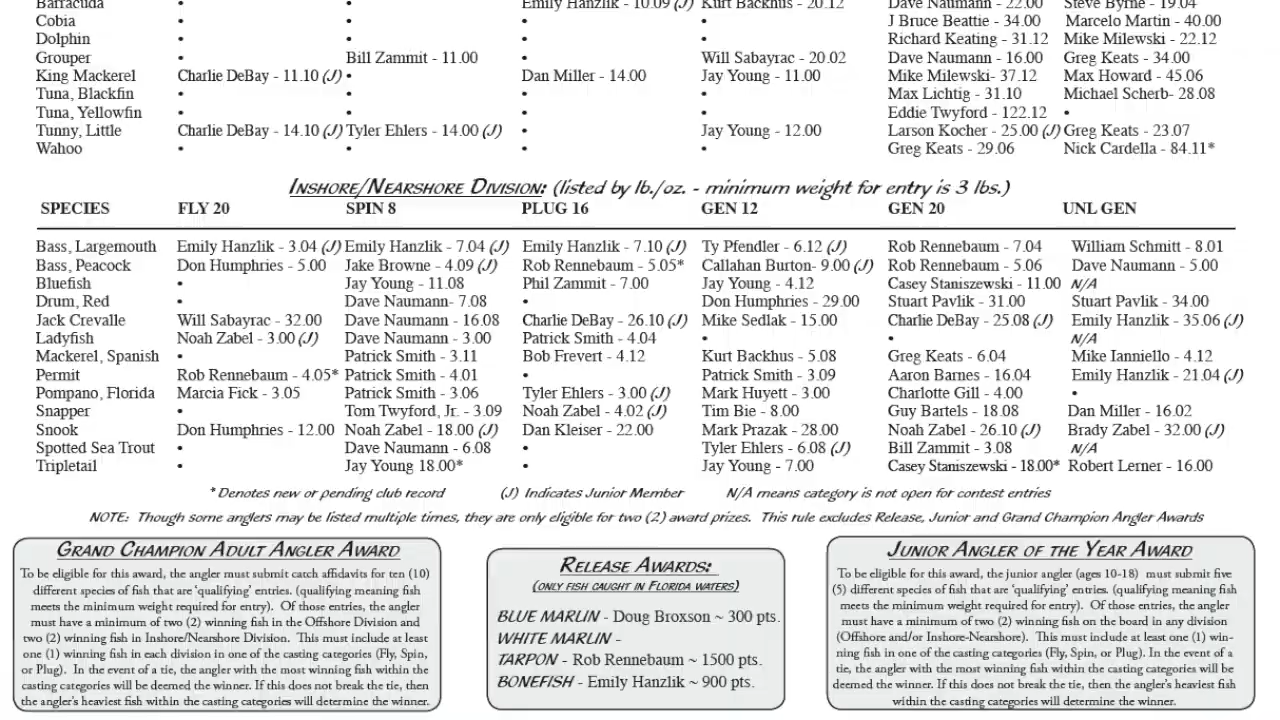 Barracuda • • Emily Hanzlik - 10.09 (J) Kurt Backhus - 20.12 Dave Naumann - 22.00 Steve Byrne - 19.04
Cobia • • • • J Bruce Beattie - 34.00 Marcelo Martin - 40.00
Dolphin • • • • Richard Keating - 31.12 Mike Milewski - 22.12
Grouper • Bill Zammit - 11.00 • Will Sabayrac - 20.02 Dave Naumann - 16.00 Greg Keats - 34.00
King Mackerel Charlie DeBay - 11.10 (J) • Dan Miller - 14.00 Jay Young - 11.00 Mike Milewski- 37.12 Max Howard - 45.06
Tuna, Blackfin • • • • Max Lichtig - 31.10 Michael Scherb- 28.08
Tuna, Yellowfin • • • • Eddie Twyford - 122.12 •
Tunny, Little Charlie DeBay - 14.10 (J) Tyler Ehlers - 14.00 (J) • Jay Young - 12.00 Larson Kocher - 25.00 (J) Greg Keats - 23.07
Wahoo • • • • Greg Keats - 29.06 Nick Cardella - 84.11*
INSHORE/NEARSHORE DIVISION: (listed by lb./oz. - minimum weight for entry is 3 lbs.)
SPECIES FLY 20 SPIN 8 PLUG 16 GEN 12 GEN 20 UNL GEN
Bass, Largemouth Emily Hanzlik - 3.04 (J) Emily Hanzlik - 7.04 (J) Emily Hanzlik - 7.10 (J) Ty Pfendler - 6.12 (J) Rob Rennebaum - 7.04 William Schmitt - 8.01
Bass, Peacock Don Humphries - 5.00 Jake Browne - 4.09 (J) Rob Rennebaum - 5.05* Callahan Burton- 9.00 (J) Rob Rennebaum - 5.06 Dave Naumann - 5.00
Bluefish • Jay Young - 11.08 Phil Zammit - 7.00 Jay Young - 4.12 Casey Staniszewski - 11.00 N/A
Drum, Red • Dave Naumann- 7.08 • Don Humphries - 29.00 Stuart Pavlik - 31.00 Stuart Pavlik - 34.00
Jack Crevalle Will Sabayrac - 32.00 Dave Naumann - 16.08 Charlie DeBay - 26.10 (J) Mike Sedlak - 15.00 Charlie DeBay - 25.08 (J) Emily Hanzlik - 35.06 (J)
Ladyfish Noah Zabel - 3.00 (J) Dave Naumann - 3.00 Patrick Smith - 4.04 • • N/A
Mackerel, Spanish • Patrick Smith - 3.11 Bob Frevert - 4.12 Kurt Backhus - 5.08 Greg Keats - 6.04 Mike Ianniello - 4.12
Permit Rob Rennebaum - 4.05* Patrick Smith - 4.01 • Patrick Smith - 3.09 Aaron Barnes - 16.04 Emily Hanzlik - 21.04 (J)
Pompano, Florida Marcia Fick - 3.05 Patrick Smith - 3.06 Tyler Ehlers - 3.00 (J) Mark Huyett - 3.00 Charlotte Gill - 4.00 •
Snapper • Tom Twyford, Jr. - 3.09 Noah Zabel - 4.02 (J) Tim Bie - 8.00 Guy Bartels - 18.08 Dan Miller - 16.02
Snook Don Humphries - 12.00 Noah Zabel - 18.00 (J) Dan Kleiser - 22.00 Mark Prazak - 28.00 Noah Zabel - 26.10 (J) Brady Zabel - 32.00 (J)
Spotted Sea Trout • Dave Naumann - 6.08 • Tyler Ehlers - 6.08 (J) Bill Zammit - 3.08 N/A
Tripletail • Jay Young 18.00* • Jay Young - 7.00 Casey Staniszewski - 18.00* Robert Lerner - 16.00
* Denotes new or pending club record (J) Indicates Junior Member N/A means category is not open for contest entries
NOTE: Though some anglers may be listed multiple times, they are only eligible for two (2) award prizes. This rule excludes Release, Junior and Grand Champion Angler Awards
GRAND CHAMPION ADULT ANGLER AWARD
To be eligible for this award, the angler must submit catch affidavits for ten (10)
different species of fish that are 'qualifying' entries. (qualifying meaning fish
meets the minimum weight required for entry). Of those entries, the angler
must have a minimum of two (2) winning fish in the Offshore Division and
two (2) winning fish in Inshore/Nearshore Division. This must include at least
one (1) winning fish in each division in one of the casting categories (Fly, Spin,
or Plug). In the event of a tie, the angler with the most winning fish within the
casting categories will be deemed the winner. If this does not break the tie, then
the angler's heaviest fish within the casting categories will determine the winner.
RELEASE AWARDS:
(ONLY FISH CAUGHT IN FLORIDA WATERS)
BLUE MARLIN - Doug Broxson ~ 300 pts.
WHITE MARLIN -
TARPON - Rob Rennebaum ~ 1500 pts.
BONEFISH - Emily Hanzlik ~ 900 pts.
JUNIOR ANGLER OF THE YEAR AWARD
To be eligible for this award, the junior angler (ages 10-18) must submit five
(5) different species of fish that are 'qualifying' entries. (qualifying meaning fish
meets the minimum weight required for entry). Of those entries, the angler
must have a minimum of two (2) winning fish on the board in any division
(Offshore and/or Inshore-Nearshore). This must include at least one (1) win-
ning fish in one of the casting categories (Fly, Spin, or Plug). In the event of a
tie, the angler with the most winning fish within the casting categories will be
deemed the winner. If this does not break the tie, then the angler's heaviest fish
within the casting categories will determine the winner.